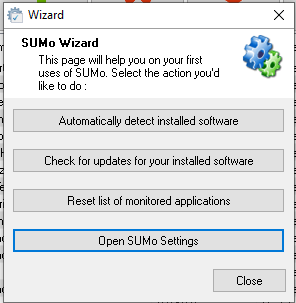 Wizard
SUMo Wizard
This page will help you on your first
uses of SUMo. Select the action you'd
like to do :
Automatically detect installed software
Check for updates for your installed software
Reset list of monitored applications
Open SUMo Settings
Close